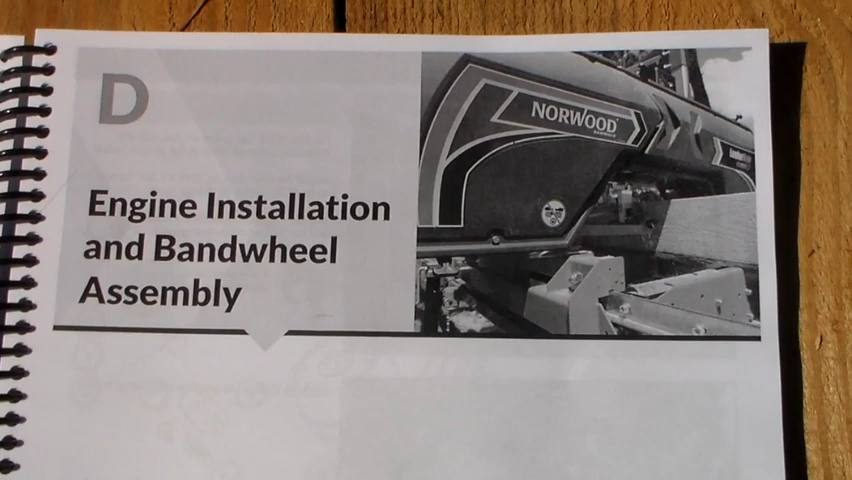 D
Engine Installation
and Bandwheel
Assembly
NORWOOD